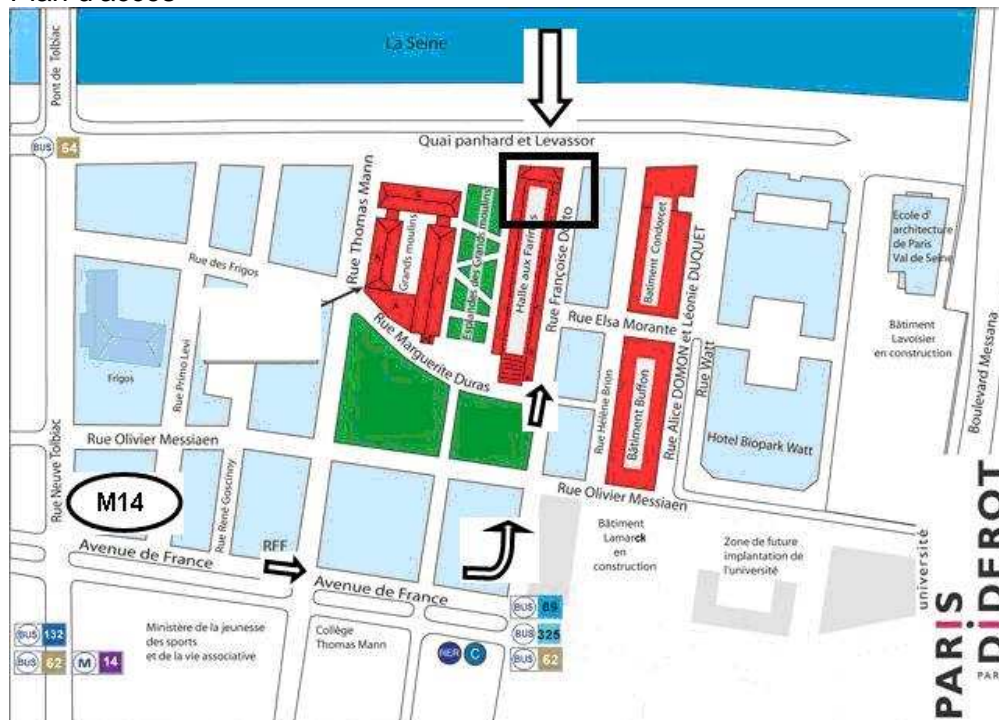 La Seine
Pont de Tolbiac
Quai panhard et Levassor
BUS 64
Rue Thomas Mann
Grands moulins
Esplanade des Grands moulins
Halle aux Farines
Rue Françoise Dolto
Batiment Condorcet
Rue Alice DOMON et Léonie DUQUET
Ecole d'
architecture
de Paris
Val de Seine
Rue des Frigos
Rue Elsa Morante
Rue Marguerite Duras
Rue Watt
Bâtiment
Lavoisier
en construction
Boulevard Messana
Frigos
Rue Primo Levi
Rue Hélène Brion
Bâtiment Buffon
Hotel Biopark Watt
Rue Neuve Tolbiac
Rue Olivier Messiaen
Rue Olivier Messiaen
M14
Rue René Goscinny
Avenue de France
RFF
Avenue de France
Bâtiment
Lamarck
en
construction
Zone de future
implantation de
l'université
université
PARIS
DIDEROT
PAR
BUS 132
BUS 62
M 14
Ministère de la jeunesse
des sports
et de la vie associative
Collège
Thomas Mann
RER C
BUS 89
BUS 325
BUS 62